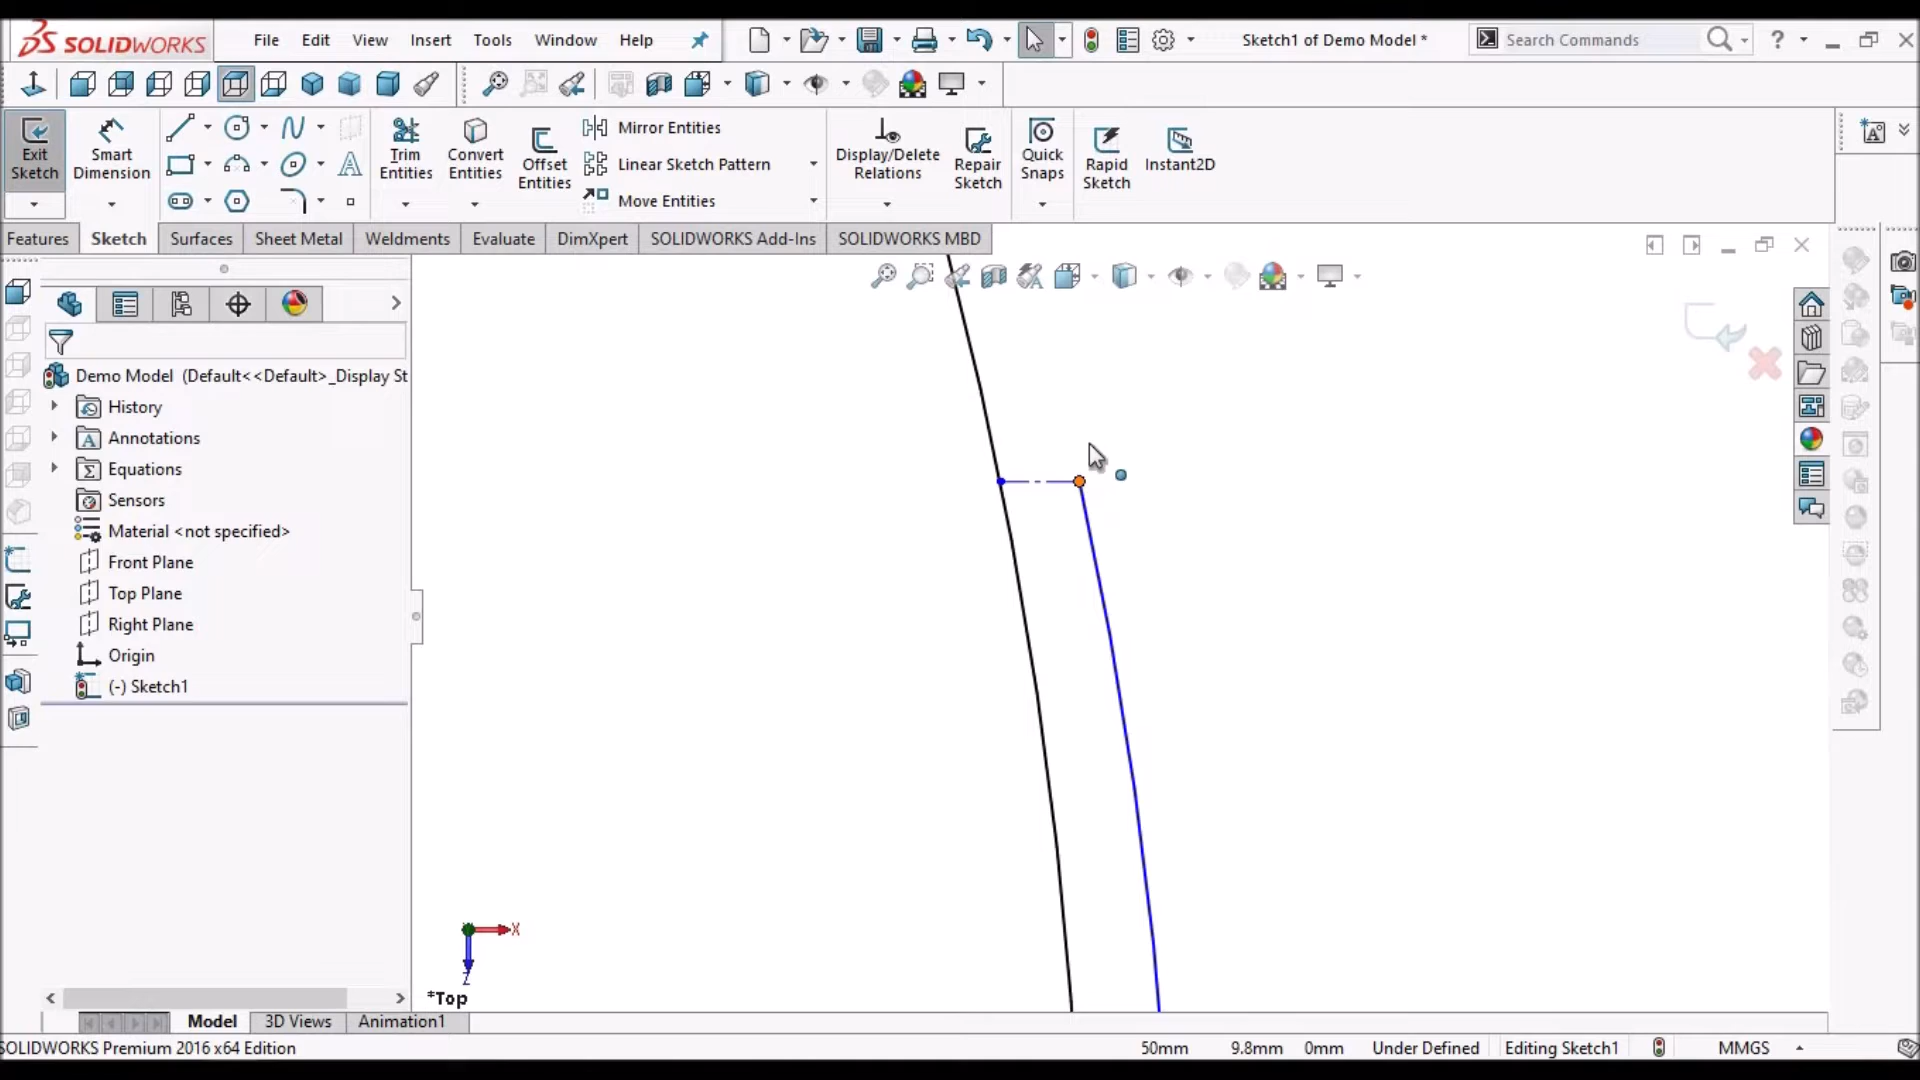 SOLIDWORKS
File Edit View Insert Tools Window Help
Sketch1 of Demo Model *
Search Commands
?
Exit Sketch
Smart Dimension
Trim Entities
Convert Entities
Offset Entities
Mirror Entities
Linear Sketch Pattern
Move Entities
Display/Delete Relations
Repair Sketch
Quick Snaps
Rapid Sketch
Instant2D
Features Sketch Surfaces Sheet Metal Weldments Evaluate DimXpert SOLIDWORKS Add-Ins SOLIDWORKS MBD
Demo Model (Default<<Default>_Display St
History
Annotations
Equations
Sensors
Material <not specified>
Front Plane
Top Plane
Right Plane
Origin
(-) Sketch1
X
Z
*Top
Model 3D Views Animation1
SOLIDWORKS Premium 2016 x64 Edition
50mm 9.8mm 0mm Under Defined Editing Sketch1 MMGS